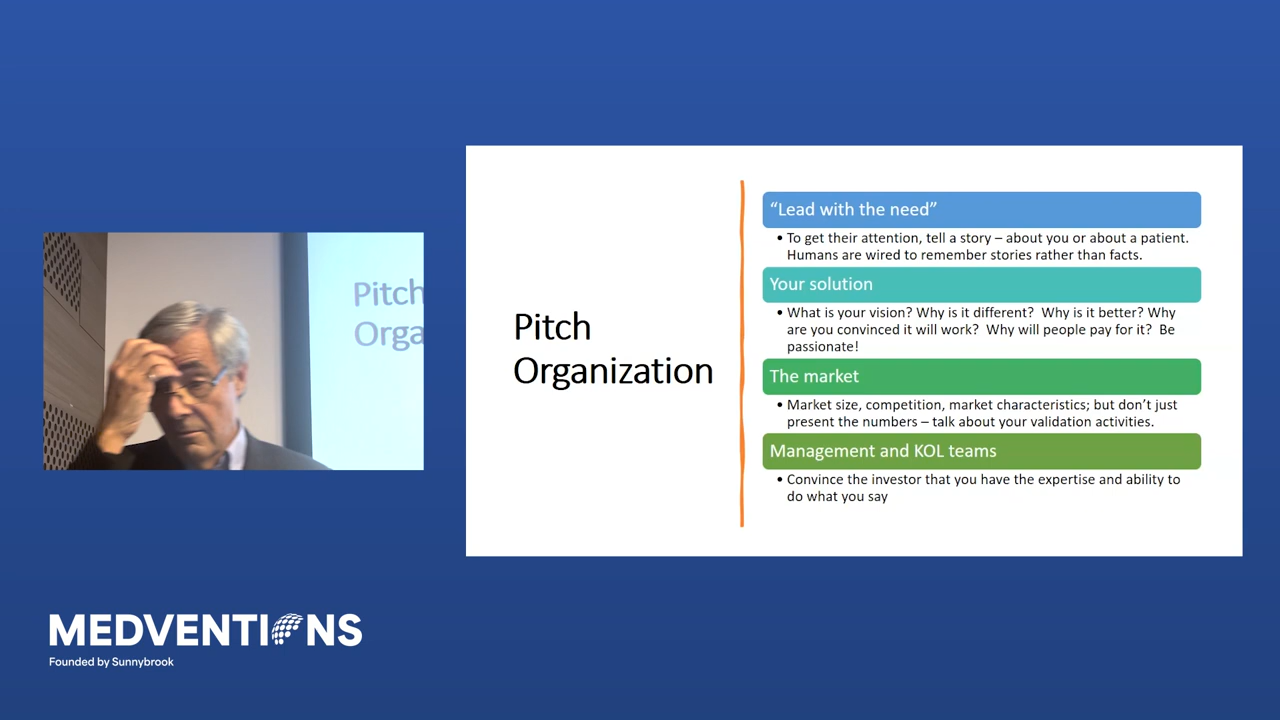 Pitch
Orga
Pitch
Organization
“Lead with the need”
• To get their attention, tell a story – about you or about a patient.
Humans are wired to remember stories rather than facts.
Your solution
• What is your vision? Why is it different?  Why is it better? Why
are you convinced it will work?  Why will people pay for it?  Be
passionate!
The market
• Market size, competition, market characteristics; but don’t just
present the numbers – talk about your validation activities.
Management and KOL teams
• Convince the investor that you have the expertise and ability to
do what you say
MEDVENTIONS
Founded by Sunnybrook